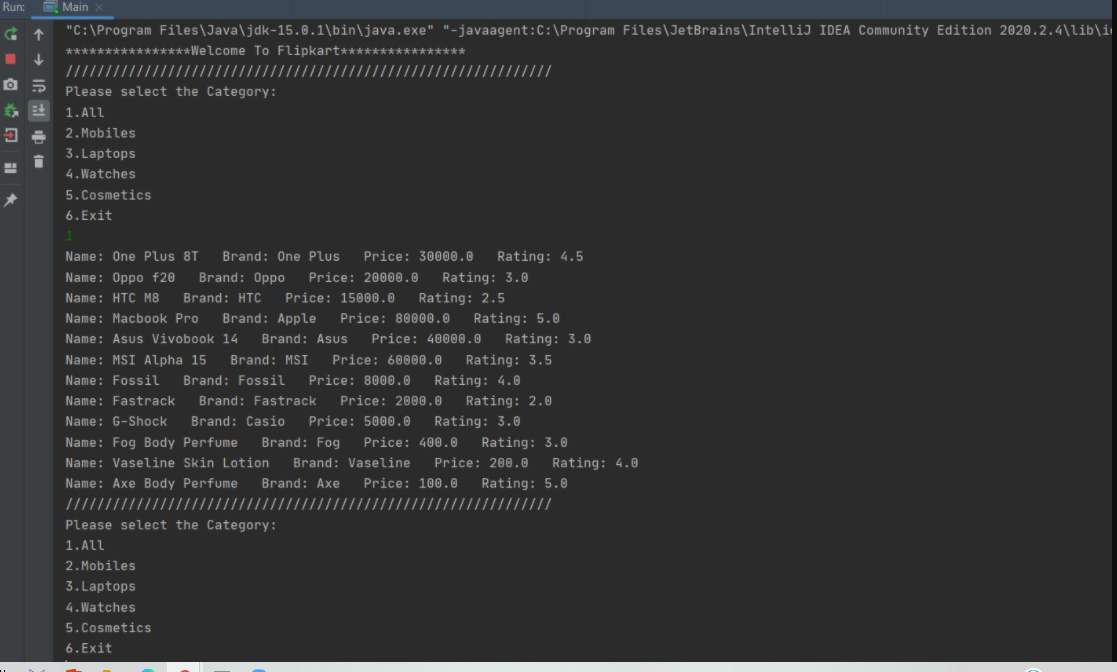 Run: Main
"C:\Program Files\Java\jdk-15.0.1\bin\java.exe" "-javaagent:C:\Program Files\JetBrains\IntelliJ IDEA Community Edition 2020.2.4\lib\i
****************Welcome To Flipkart****************
//////////////////////////////////////////////////////////////
Please select the Category:
1.All
2.Mobiles
3.Laptops
4.Watches
5.Cosmetics
6.Exit
1
Name: One Plus 8T   Brand: One Plus   Price: 30000.0   Rating: 4.5
Name: Oppo f20   Brand: Oppo   Price: 20000.0   Rating: 3.0
Name: HTC M8   Brand: HTC   Price: 15000.0   Rating: 2.5
Name: Macbook Pro   Brand: Apple   Price: 80000.0   Rating: 5.0
Name: Asus Vivobook 14   Brand: Asus   Price: 40000.0   Rating: 3.0
Name: MSI Alpha 15   Brand: MSI   Price: 60000.0   Rating: 3.5
Name: Fossil   Brand: Fossil   Price: 8000.0   Rating: 4.0
Name: Fastrack   Brand: Fastrack   Price: 2000.0   Rating: 2.0
Name: G-Shock   Brand: Casio   Price: 5000.0   Rating: 3.0
Name: Fog Body Perfume   Brand: Fog   Price: 400.0   Rating: 3.0
Name: Vaseline Skin Lotion   Brand: Vaseline   Price: 200.0   Rating: 4.0
Name: Axe Body Perfume   Brand: Axe   Price: 100.0   Rating: 5.0
//////////////////////////////////////////////////////////////
Please select the Category:
1.All
2.Mobiles
3.Laptops
4.Watches
5.Cosmetics
6.Exit